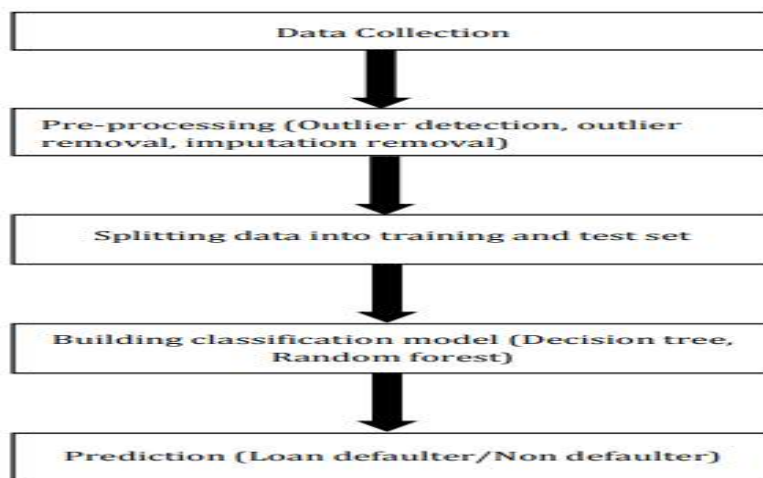 Data Collection
Pre-processing (Outlier detection, outlier
removal, imputation removal)
Splitting data into training and test set
Building classification model (Decision tree,
Random forest)
Prediction (Loan defaulter/Non defaulter)